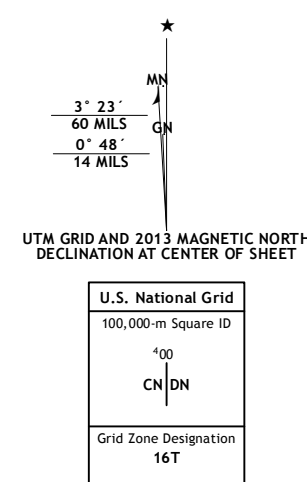 ★
MN
3° 23´
60 MILS
GN
0° 48´
14 MILS
UTM GRID AND 2013 MAGNETIC NORTH
DECLINATION AT CENTER OF SHEET
U.S. National Grid
100,000-m Square ID
⁴00
CN DN
Grid Zone Designation
16T